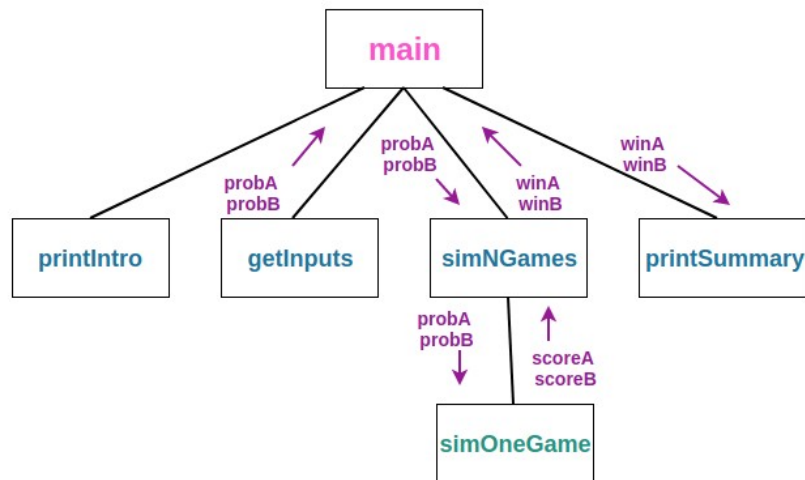 main
probA
probB
probA
probB
winA
winB
winA
winB
printIntro
getInputs
simNGames
printSummary
probA
probB
scoreA
scoreB
simOneGame